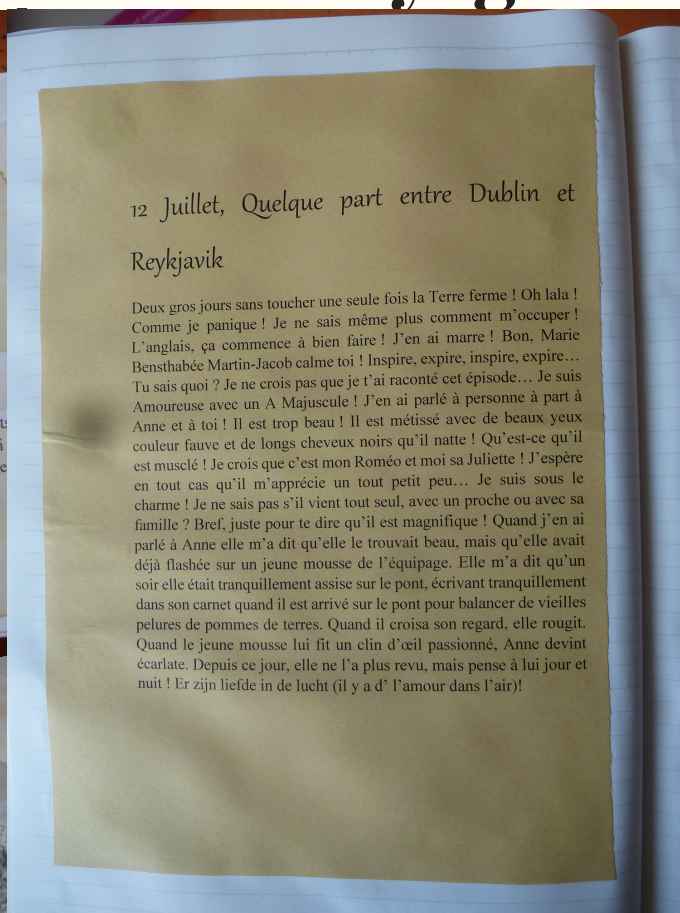 12 Juillet, Quelque part entre Dublin et
Reykjavik
Deux gros jours sans toucher une seule fois la Terre ferme ! Oh lala !
Comme je panique ! Je ne sais même plus comment m'occuper !
L'anglais, ça commence à bien faire ! J'en ai marre ! Bon, Marie
Bensthabée Martin-Jacob calme toi ! Inspire, expire, inspire, expire…
Tu sais quoi ? Je ne crois pas que je t'ai raconté cet épisode… Je suis
Amoureuse avec un A Majuscule ! J'en ai parlé à personne à part à
Anne et à toi ! Il est trop beau ! Il est métissé avec de beaux yeux
couleur fauve et de longs cheveux noirs qu'il natte ! Qu'est-ce qu'il
est musclé ! Je crois que c'est mon Roméo et moi sa Juliette ! J'espère
en tout cas qu'il m'apprécie un tout petit peu… Je suis sous le
charme ! Je ne sais pas s'il vient tout seul, avec un proche ou avec sa
famille ? Bref, juste pour te dire qu'il est magnifique ! Quand j'en ai
parlé à Anne elle m'a dit qu'elle le trouvait beau, mais qu'elle avait
déjà flashée sur un jeune mousse de l'équipage. Elle m'a dit qu'un
soir elle était tranquillement assise sur le pont, écrivant tranquillement
dans son carnet quand il est arrivé sur le pont pour balancer de vieilles
pelures de pommes de terres. Quand il croisa son regard, elle rougit.
Quand le jeune mousse lui fit un clin d'œil passionné, Anne devint
écarlate. Depuis ce jour, elle ne l'a plus revu, mais pense à lui jour et
nuit ! Er zijn liefde in de lucht (il y a d' l'amour dans l'air)!